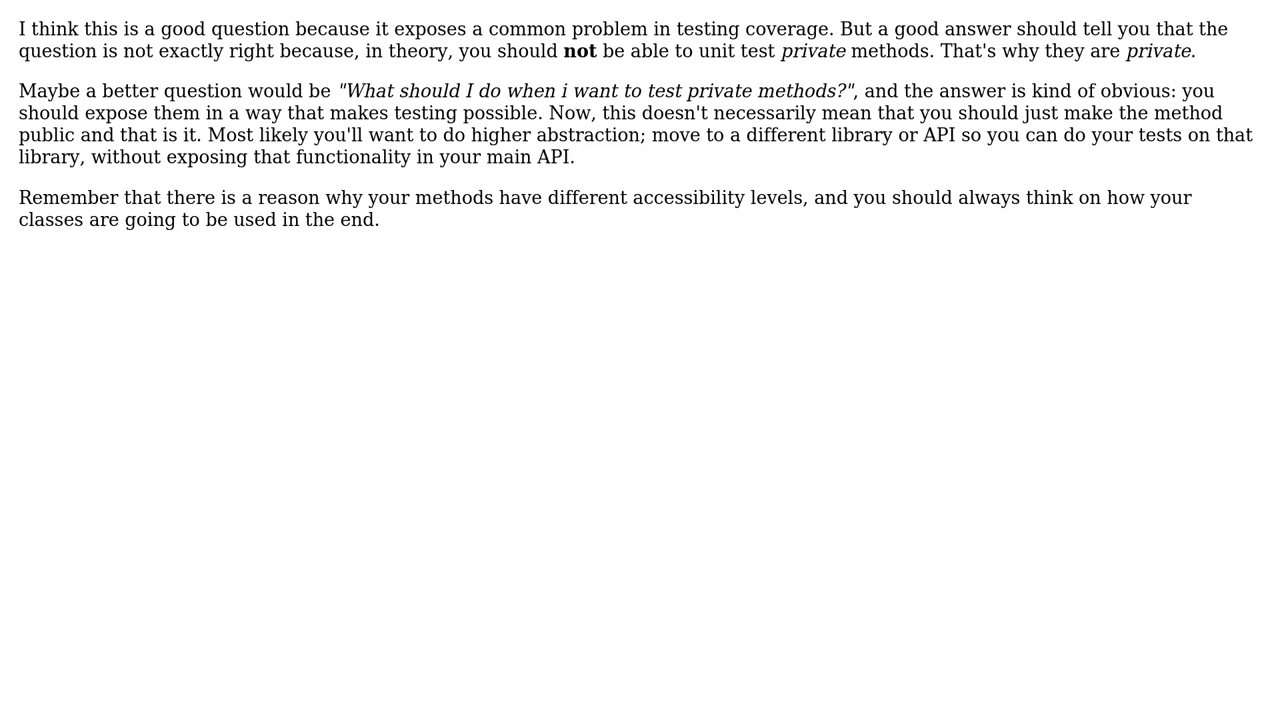 I think this is a good question because it exposes a common problem in testing coverage. But a good answer should tell you that the
question is not exactly right because, in theory, you should not be able to unit test private methods. That's why they are private.
Maybe a better question would be "What should I do when i want to test private methods?", and the answer is kind of obvious: you
should expose them in a way that makes testing possible. Now, this doesn't necessarily mean that you should just make the method
public and that is it. Most likely you'll want to do higher abstraction; move to a different library or API so you can do your tests on that
library, without exposing that functionality in your main API.
Remember that there is a reason why your methods have different accessibility levels, and you should always think on how your
classes are going to be used in the end.